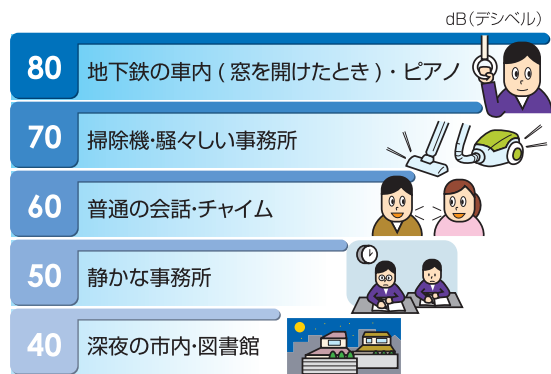 dB(デシベル)
80 地下鉄の車内(窓を開けたとき)・ピアノ
70 掃除機・騒々しい事務所
60 普通の会話・チャイム
50 静かな事務所
40 深夜の市内・図書館